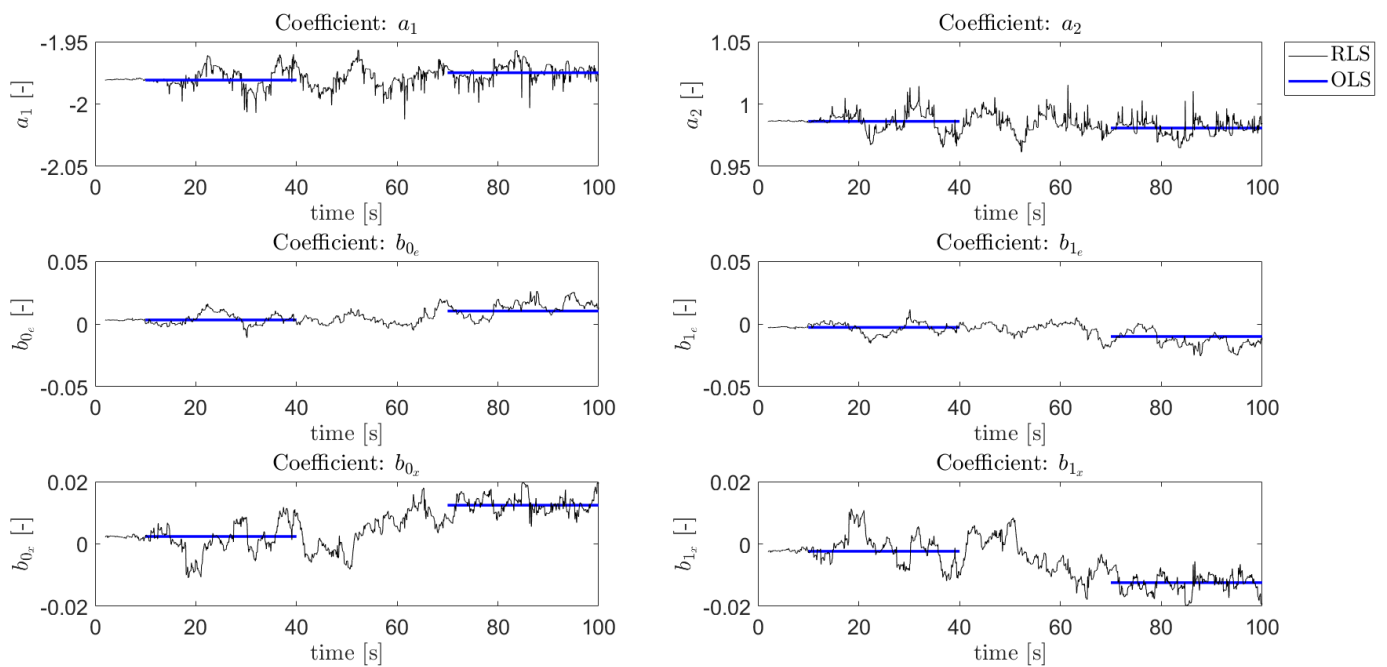 Coefficient: a₁
-1.95
-2
-2.05
a₁ [-]
0 20 40 60 80 100
time [s]
Coefficient: a₂
1.05
1
0.95
a₂ [-]
0 20 40 60 80 100
time [s]
RLS
OLS
Coefficient: b₀ₑ
0.05
0
-0.05
b₀ₑ [-]
0 20 40 60 80 100
time [s]
Coefficient: b₁ₑ
0.05
0
-0.05
b₁ₑ [-]
0 20 40 60 80 100
time [s]
Coefficient: b₀ₓ
0.02
0
-0.02
b₀ₓ [-]
0 20 40 60 80 100
time [s]
Coefficient: b₁ₓ
0.02
0
-0.02
b₁ₓ [-]
0 20 40 60 80 100
time [s]